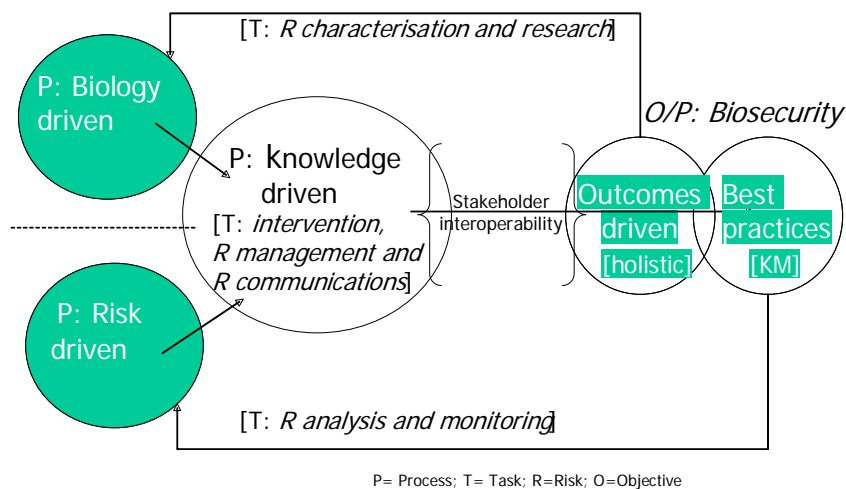 [T: R characterisation and research]
P: Biology
driven
O/P: Biosecurity
P: knowledge
driven
[T: intervention,
R management and
R communications]
Stakeholder
interoperability
Outcomes
driven
[holistic]
Best
practices
[KM]
P: Risk
driven
[T: R analysis and monitoring]
P= Process; T= Task; R=Risk; O=Objective